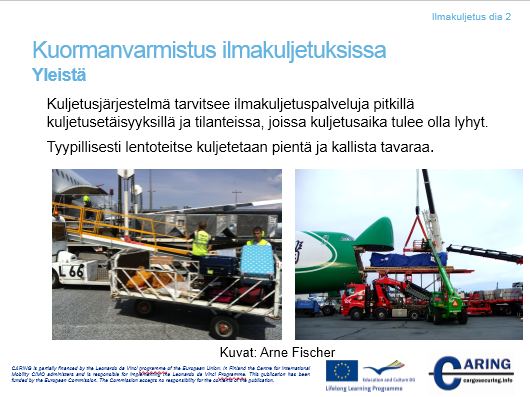 Ilmakuljetus dia 2
Kuormanvarmistus ilmakuljetuksissa
Yleistä
Kuljetusjärjestelmä tarvitsee ilmakuljetuspalveluja pitkillä
kuljetusetäisyyksillä ja tilanteissa, joissa kuljetusaika tulee olla lyhyt.
Tyypillisesti lentoteitse kuljetetaan pientä ja kallista tavaraa.
L 66
Kuvat: Arne Fischer
CARING is partially financed by the Leonardo da Vinci programme of the European Union. In Finland the Centre for International
Mobility CIMO administers and is responsible for implementing the Leonardo da Vinci Programme. This publication has been
funded by the European Commission. The Commission accepts no responsibility for the contents of the publication.
Education and Culture DG
Lifelong Learning Programme
CARING
cargosecuring.info